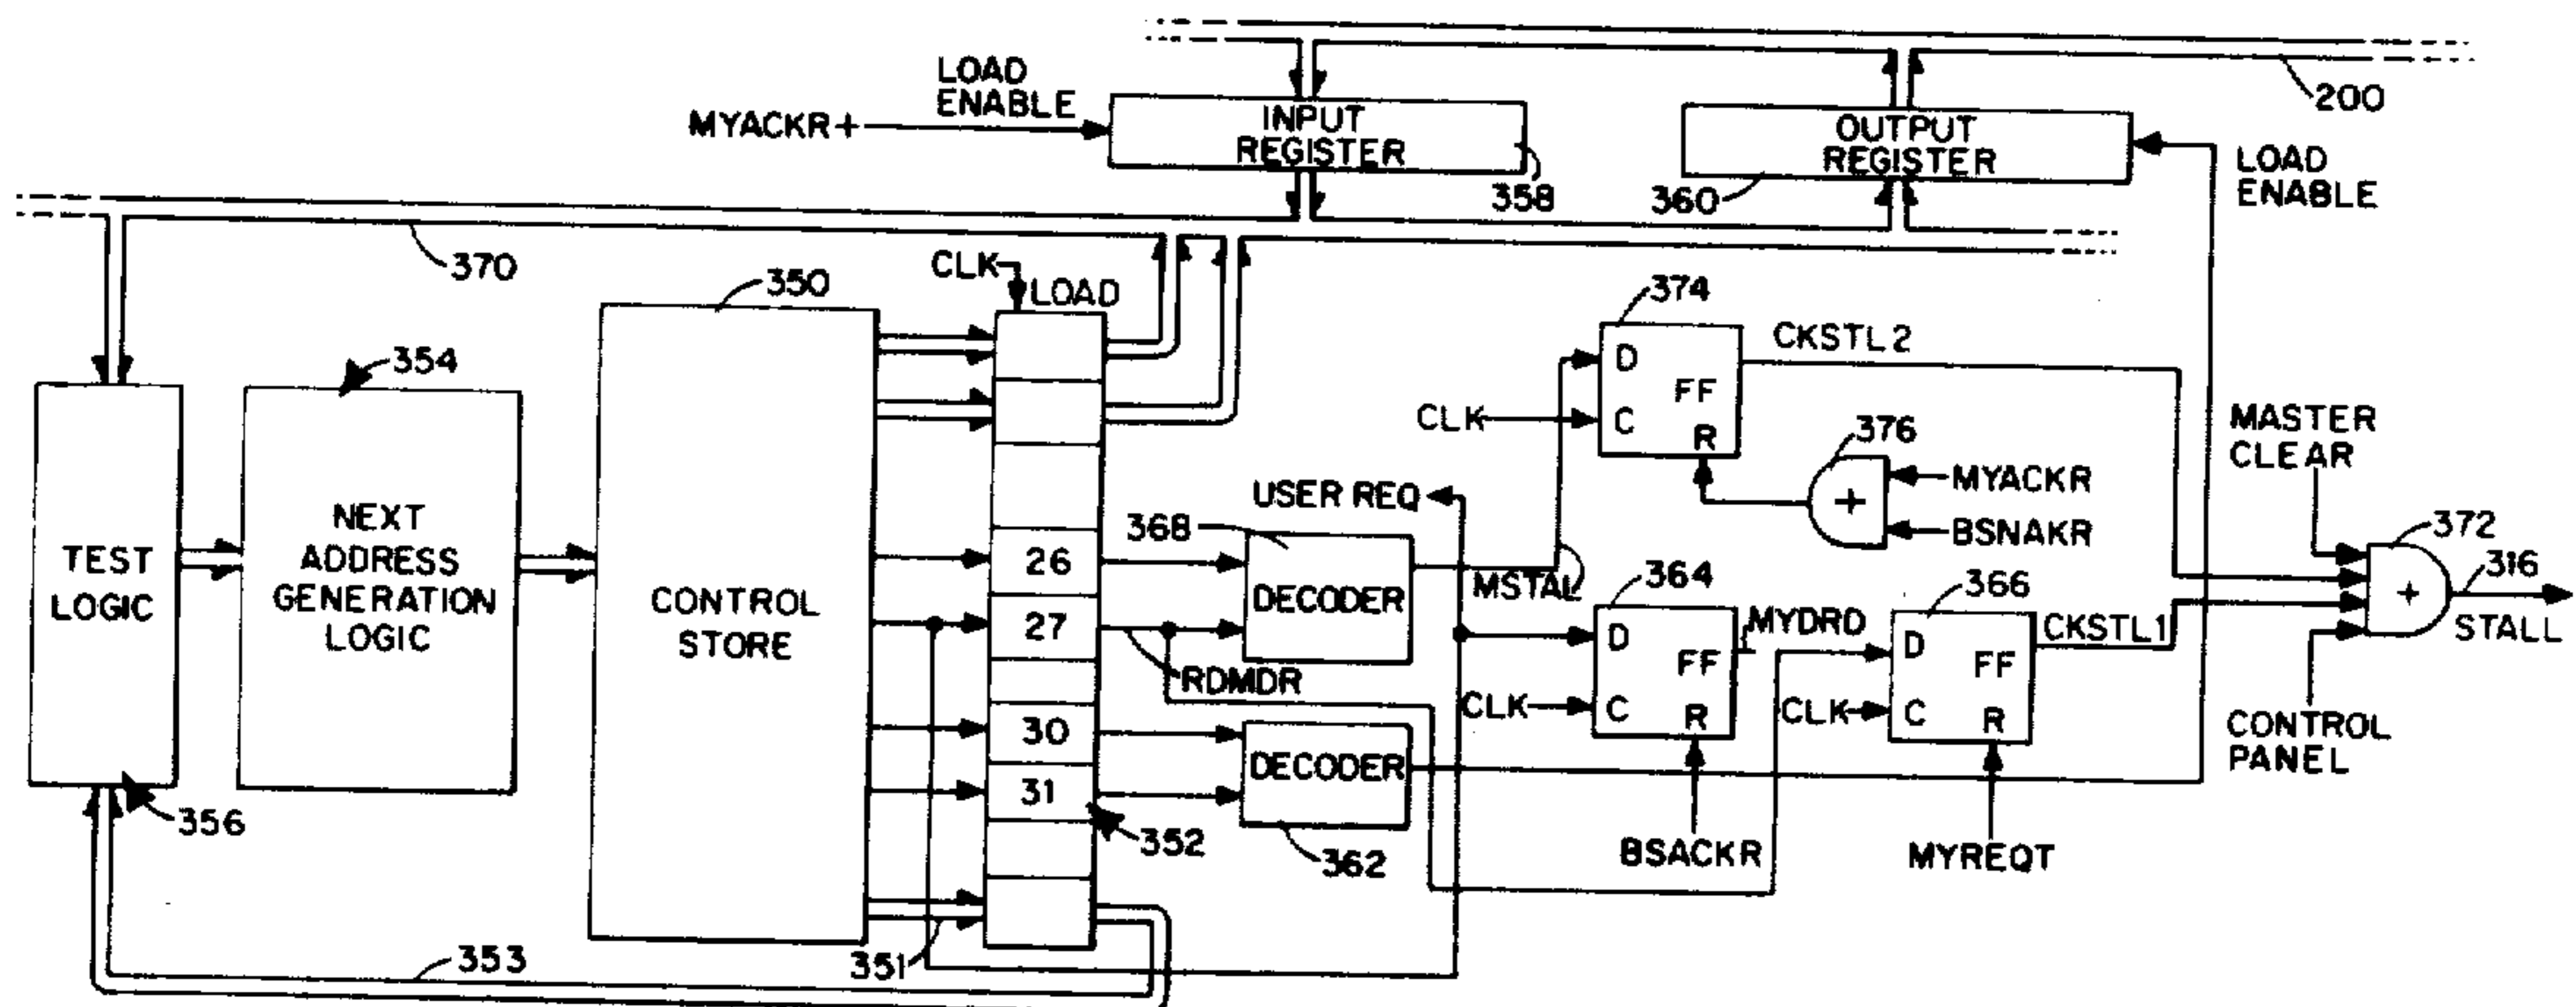 200
LOAD
ENABLE
MYACKR+
INPUT
REGISTER
358
OUTPUT
REGISTER
360
LOAD
ENABLE
370
CLK
LOAD
350
374
CKSTL2
D
FF
CLK
C
R
376
MYACKR
BSNAKR
MASTER
CLEAR
354
TEST
LOGIC
356
NEXT
ADDRESS
GENERATION
LOGIC
CONTROL
STORE
26
27
30
31
352
USER REQ
368
DECODER
MSTAL
RDMDR
364
D
FF
MYDRD
CLK
C
R
BSACKR
366
D
FF
CKSTL1
CLK
C
R
MYREQT
372
+
+
316
STALL
CONTROL
PANEL
DECODER
362
351
353